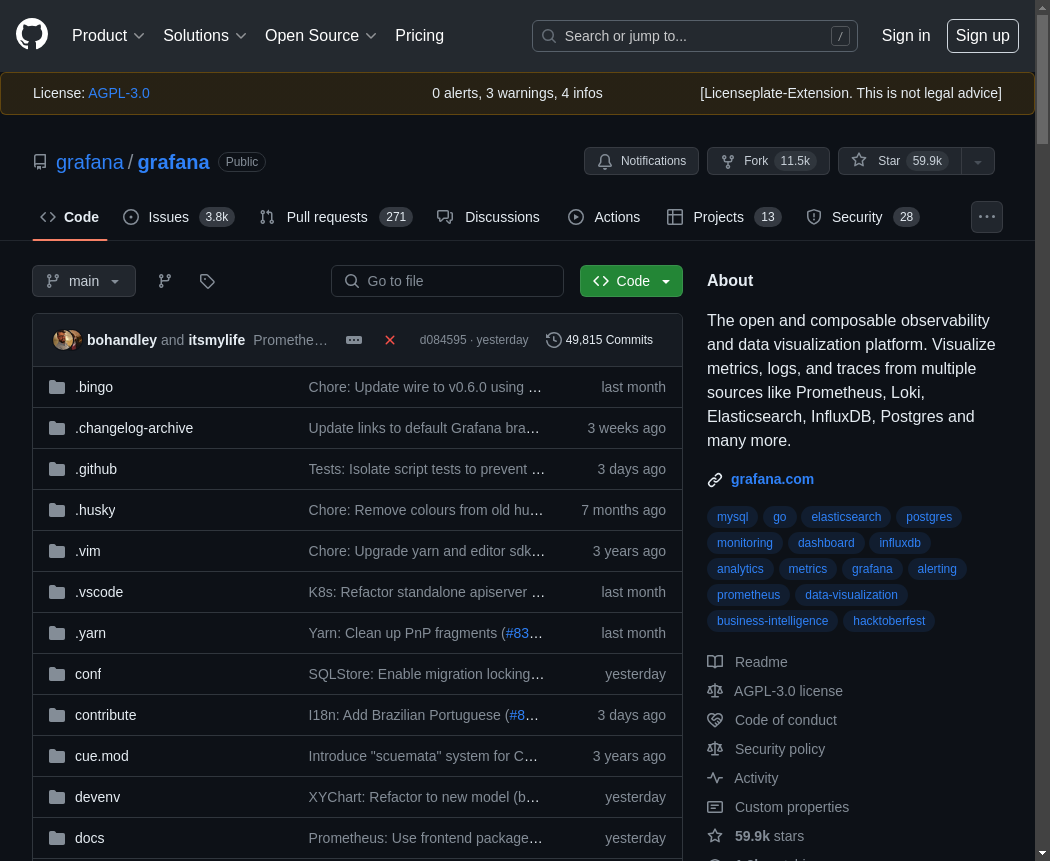 Product Solutions Open Source Pricing Search or jump to... / Sign in Sign up
License: AGPL-3.0 0 alerts, 3 warnings, 4 infos [Licenseplate-Extension. This is not legal advice]
grafana / grafana Public Notifications Fork 11.5k Star 59.9k
Code Issues 3.8k Pull requests 271 Discussions Actions Projects 13 Security 28
main Go to file Code
bohandley and itsmylife Promethe… d084595 · yesterday 49,815 Commits
.bingo Chore: Update wire to v0.6.0 using … last month
.changelog-archive Update links to default Grafana bra… 3 weeks ago
.github Tests: Isolate script tests to prevent … 3 days ago
.husky Chore: Remove colours from old hu… 7 months ago
.vim Chore: Upgrade yarn and editor sdk… 3 years ago
.vscode K8s: Refactor standalone apiserver … last month
.yarn Yarn: Clean up PnP fragments (#83… last month
conf SQLStore: Enable migration locking… yesterday
contribute I18n: Add Brazilian Portuguese (#8… 3 days ago
cue.mod Introduce "scuemata" system for C… 3 years ago
devenv XYChart: Refactor to new model (b… yesterday
docs Prometheus: Use frontend package… yesterday
About
The open and composable observability
and data visualization platform. Visualize
metrics, logs, and traces from multiple
sources like Prometheus, Loki,
Elasticsearch, InfluxDB, Postgres and
many more.
grafana.com
mysql go elasticsearch postgres
monitoring dashboard influxdb
analytics metrics grafana alerting
prometheus data-visualization
business-intelligence hacktoberfest
Readme
AGPL-3.0 license
Code of conduct
Security policy
Activity
Custom properties
59.9k stars